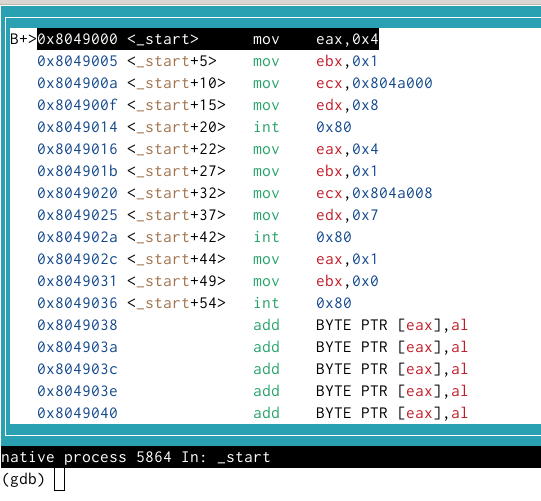 B+>0x8049000 <_start> mov eax,0x4
0x8049005 <_start+5> mov ebx,0x1
0x804900a <_start+10> mov ecx,0x804a000
0x804900f <_start+15> mov edx,0x8
0x8049014 <_start+20> int 0x80
0x8049016 <_start+22> mov eax,0x4
0x804901b <_start+27> mov ebx,0x1
0x8049020 <_start+32> mov ecx,0x804a008
0x8049025 <_start+37> mov edx,0x7
0x804902a <_start+42> int 0x80
0x804902c <_start+44> mov eax,0x1
0x8049031 <_start+49> mov ebx,0x0
0x8049036 <_start+54> int 0x80
0x8049038 add BYTE PTR [eax],al
0x804903a add BYTE PTR [eax],al
0x804903c add BYTE PTR [eax],al
0x804903e add BYTE PTR [eax],al
0x8049040 add BYTE PTR [eax],al
native process 5864 In: _start
(gdb)